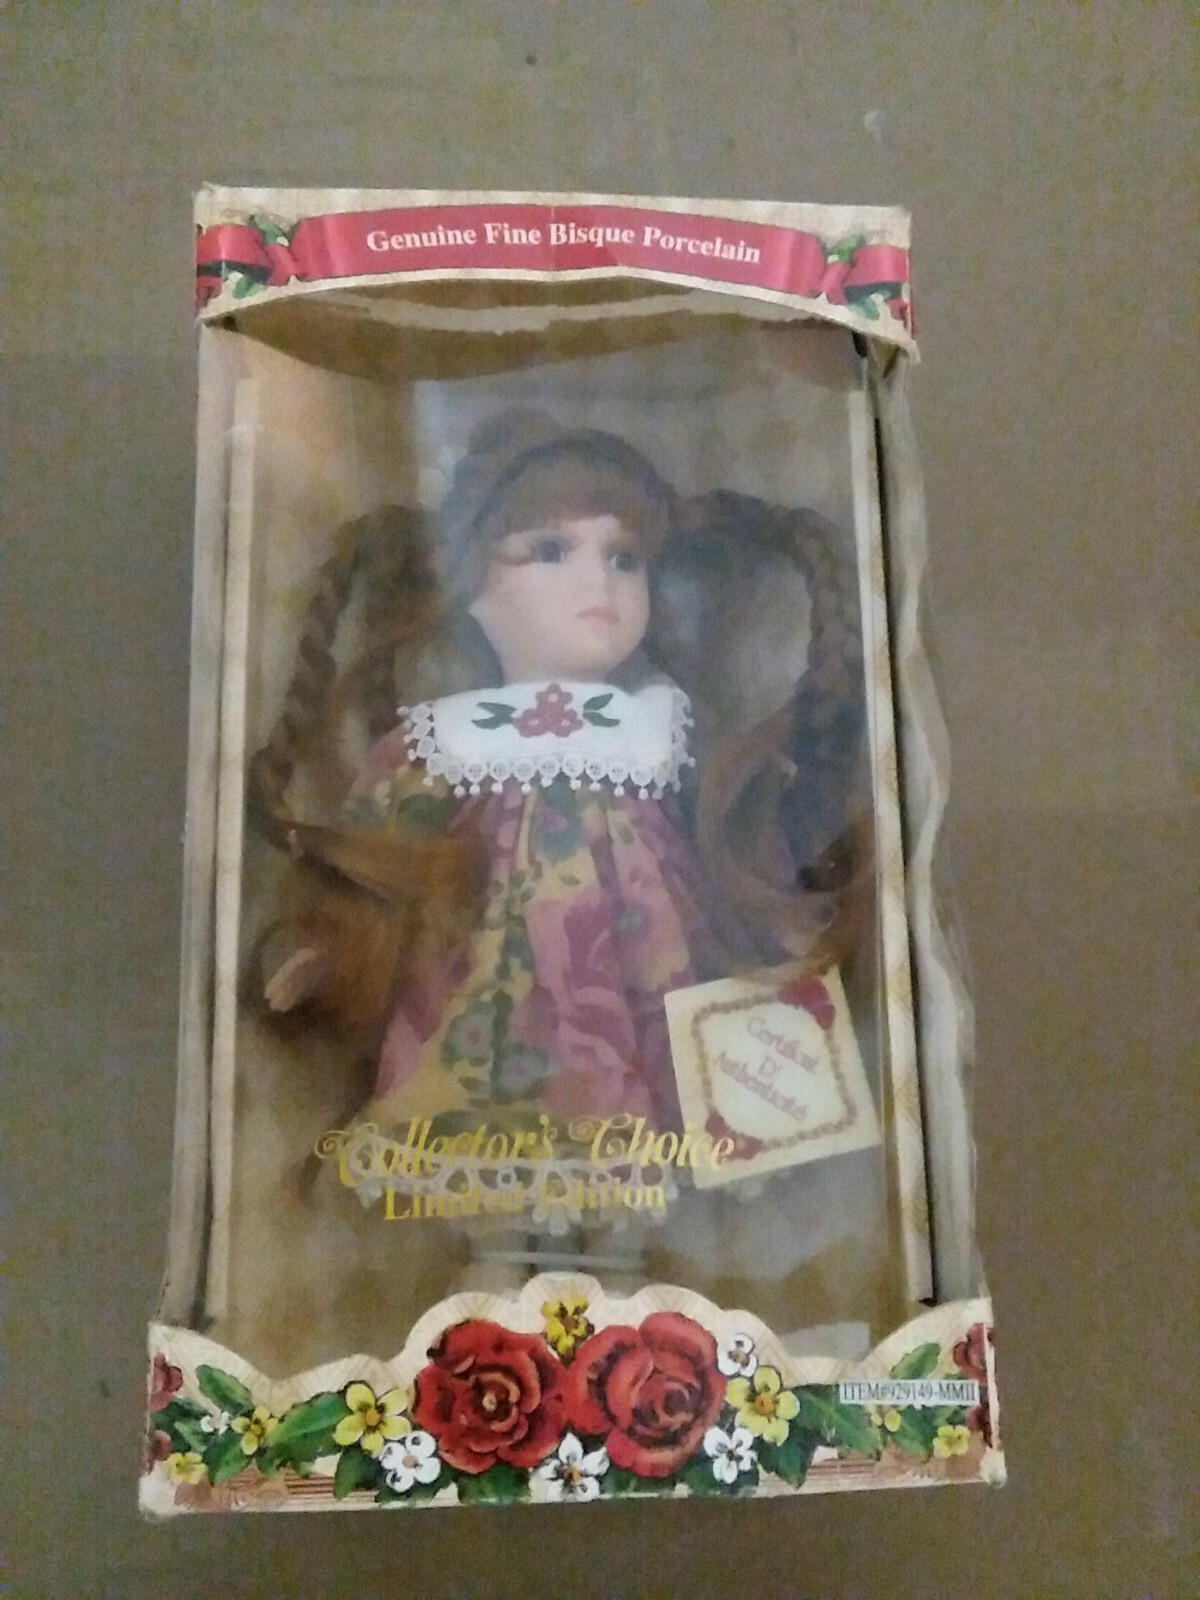 Genuine Fine Bisque Porcelain
Certificat
D'
Authenticité
Collector's Choice
Limited Edition
ITEM#929149-MMII